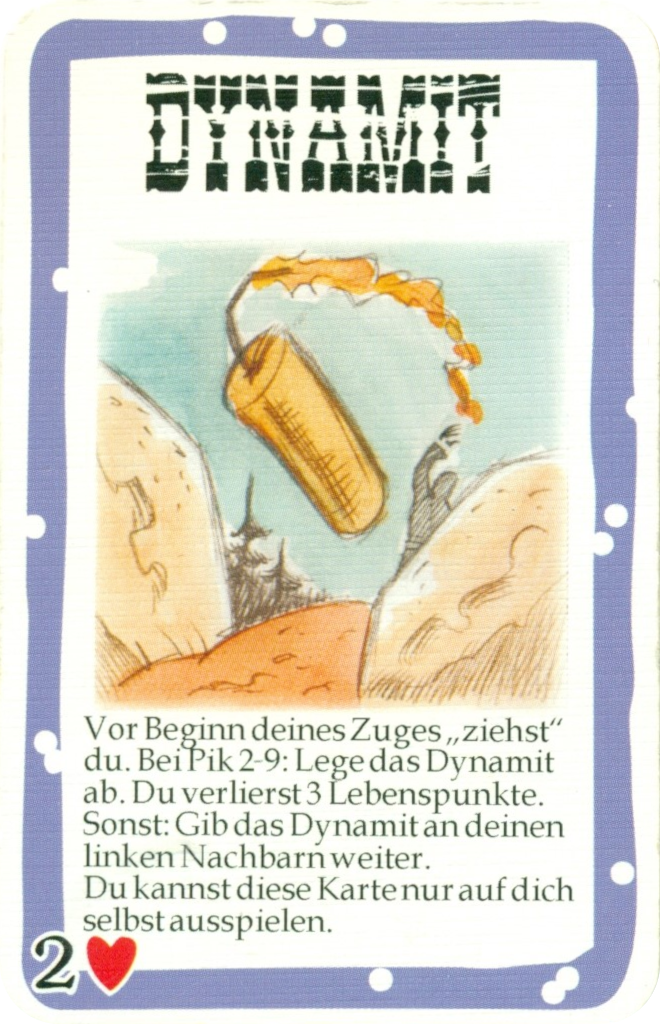 DYNAMIT
Vor Beginn deines Zuges „ziehst“
du. Bei Pik 2-9: Lege das Dynamit
ab. Du verlierst 3 Lebenspunkte.
Sonst: Gib das Dynamit an deinen
linken Nachbarn weiter.
Du kannst diese Karte nur auf dich
selbst ausspielen.
2